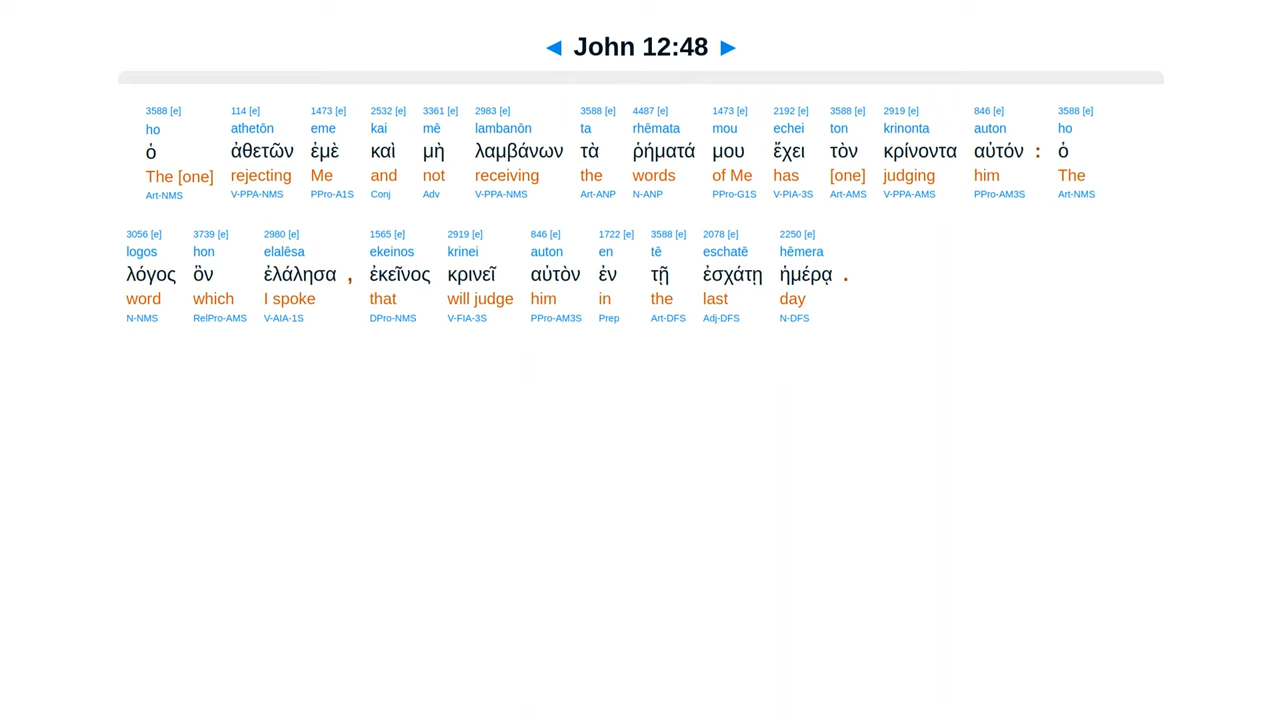 ◄ John 12:48 ►
3588 [e] 114 [e] 1473 [e] 2532 [e] 3361 [e] 2983 [e] 3588 [e] 4487 [e] 1473 [e] 2192 [e] 3588 [e] 2919 [e] 846 [e] 3588 [e]
ho athetōn eme kai mē lambanōn ta rhēmata mou echei ton krinonta auton ho
ὁ ἀθετῶν ἐμὲ καὶ μὴ λαμβάνων τὰ ῥήματά μου ἔχει τὸν κρίνοντα αὐτόν : ὁ
The [one] rejecting Me and not receiving the words of Me has [one] judging him The
Art-NMS V-PPA-NMS PPro-A1S Conj Adv V-PPA-NMS Art-ANP N-ANP PPro-G1S V-PIA-3S Art-AMS V-PPA-AMS PPro-AM3S Art-NMS
3056 [e] 3739 [e] 2980 [e] 1565 [e] 2919 [e] 846 [e] 1722 [e] 3588 [e] 2078 [e] 2250 [e]
logos hon elalēsa ekeinos krinei auton en tē eschatē hēmera
λόγος ὃν ἐλάλησα , ἐκεῖνος κρινεῖ αὐτὸν ἐν τῇ ἐσχάτῃ ἡμέρᾳ .
word which I spoke that will judge him in the last day
N-NMS RelPro-AMS V-AIA-1S DPro-NMS V-FIA-3S PPro-AM3S Prep Art-DFS Adj-DFS N-DFS